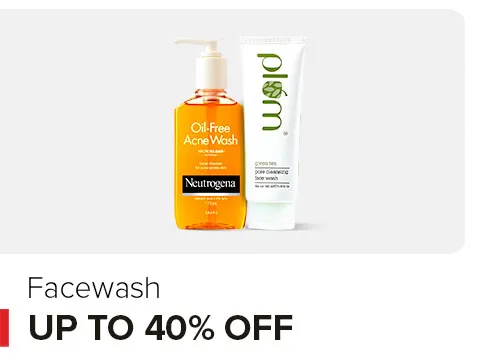 Oil-Free
Acne Wash
Neutrogena
plum
green tea
pore cleansing
face wash
Facewash
UP TO 40% OFF